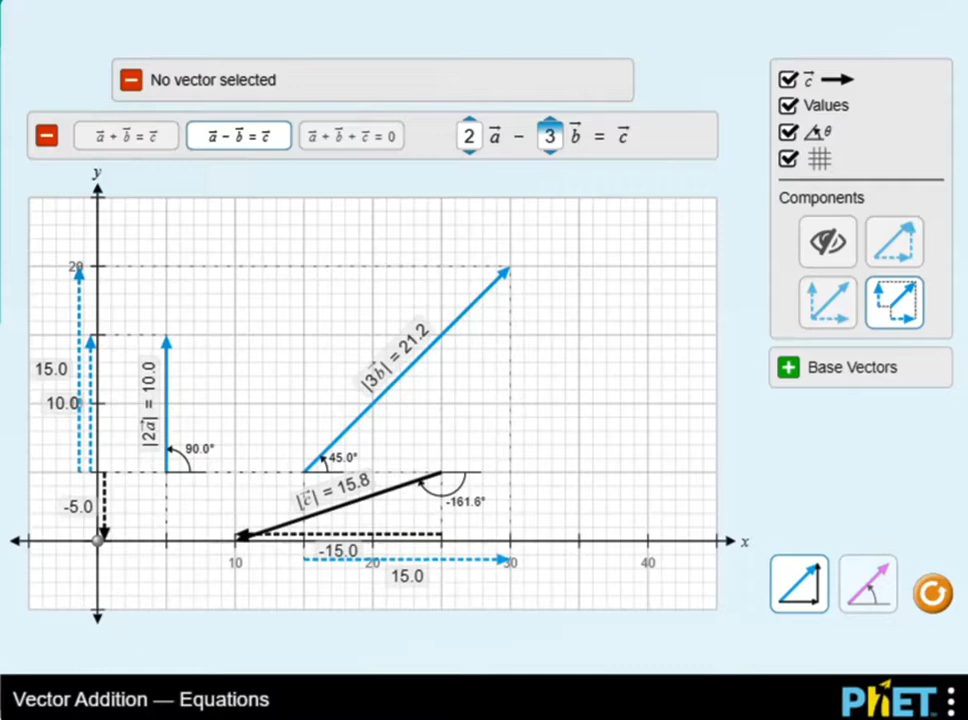 No vector selected
a⃗ + b⃗ = c⃗
a⃗ − b⃗ = c⃗
a⃗ + b⃗ + c⃗ = 0
2 a⃗ − 3 b⃗ = c⃗
c⃗
Values
θ
Components
Base Vectors
y
20
15.0
10.0
|2a⃗| = 10.0
90.0°
|3b⃗| = 21.2
45.0°
|c⃗| = 15.8
-161.6°
-5.0
-15.0
x
10
20
30
40
15.0
Vector Addition — Equations
PhET